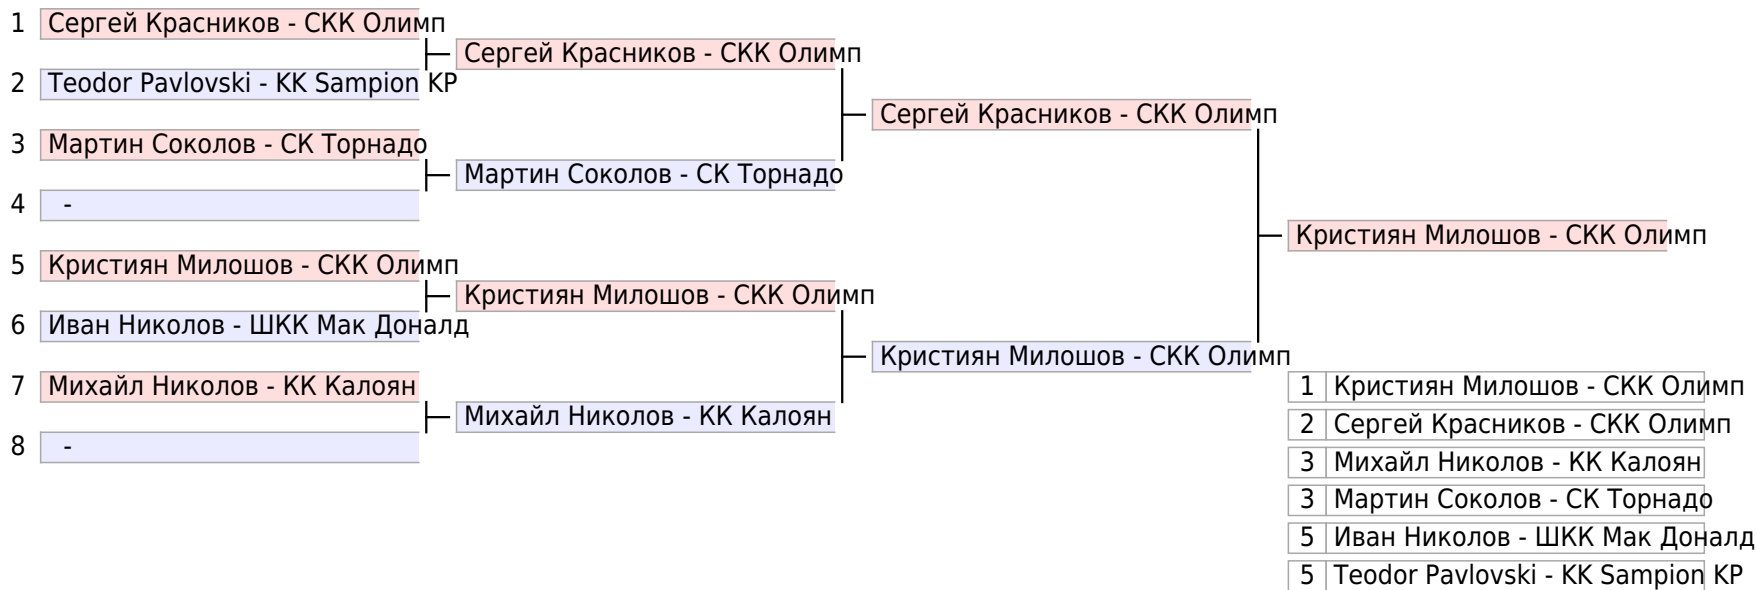 1 Сергей Красников - СКК Олимп
2 Teodor Pavlovski - KK Sampion KP
3 Мартин Соколов - СК Торнадо
4 -
5 Кристиян Милошов - СКК Олимп
6 Иван Николов - ШКК Мак Доналд
7 Михайл Николов - КК Калоян
8 -
Сергей Красников - СКК Олимп
Мартин Соколов - СК Торнадо
Кристиян Милошов - СКК Олимп
Михайл Николов - КК Калоян
Сергей Красников - СКК Олимп
Кристиян Милошов - СКК Олимп
Кристиян Милошов - СКК Олимп
1 Кристиян Милошов - СКК Олимп
2 Сергей Красников - СКК Олимп
3 Михайл Николов - КК Калоян
3 Мартин Соколов - СК Торнадо
5 Иван Николов - ШКК Мак Доналд
5 Teodor Pavlovski - KK Sampion KP